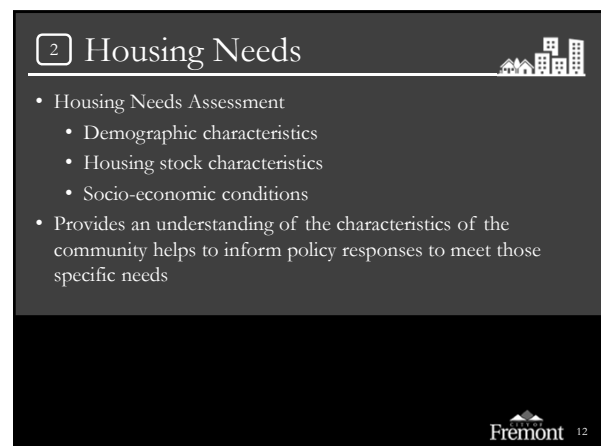 2 Housing Needs
• Housing Needs Assessment
• Demographic characteristics
• Housing stock characteristics
• Socio-economic conditions
• Provides an understanding of the characteristics of the
community helps to inform policy responses to meet those
specific needs
CITY OF
Fremont 12